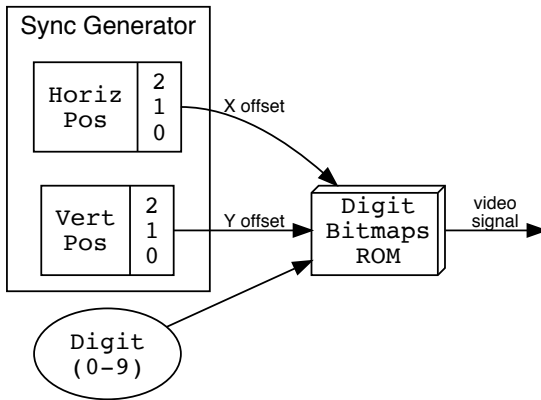 Sync Generator
Horiz
Pos
2
1
0
X offset
Vert
Pos
2
1
0
Y offset
Digit
Bitmaps
ROM
video
signal
Digit
(0-9)